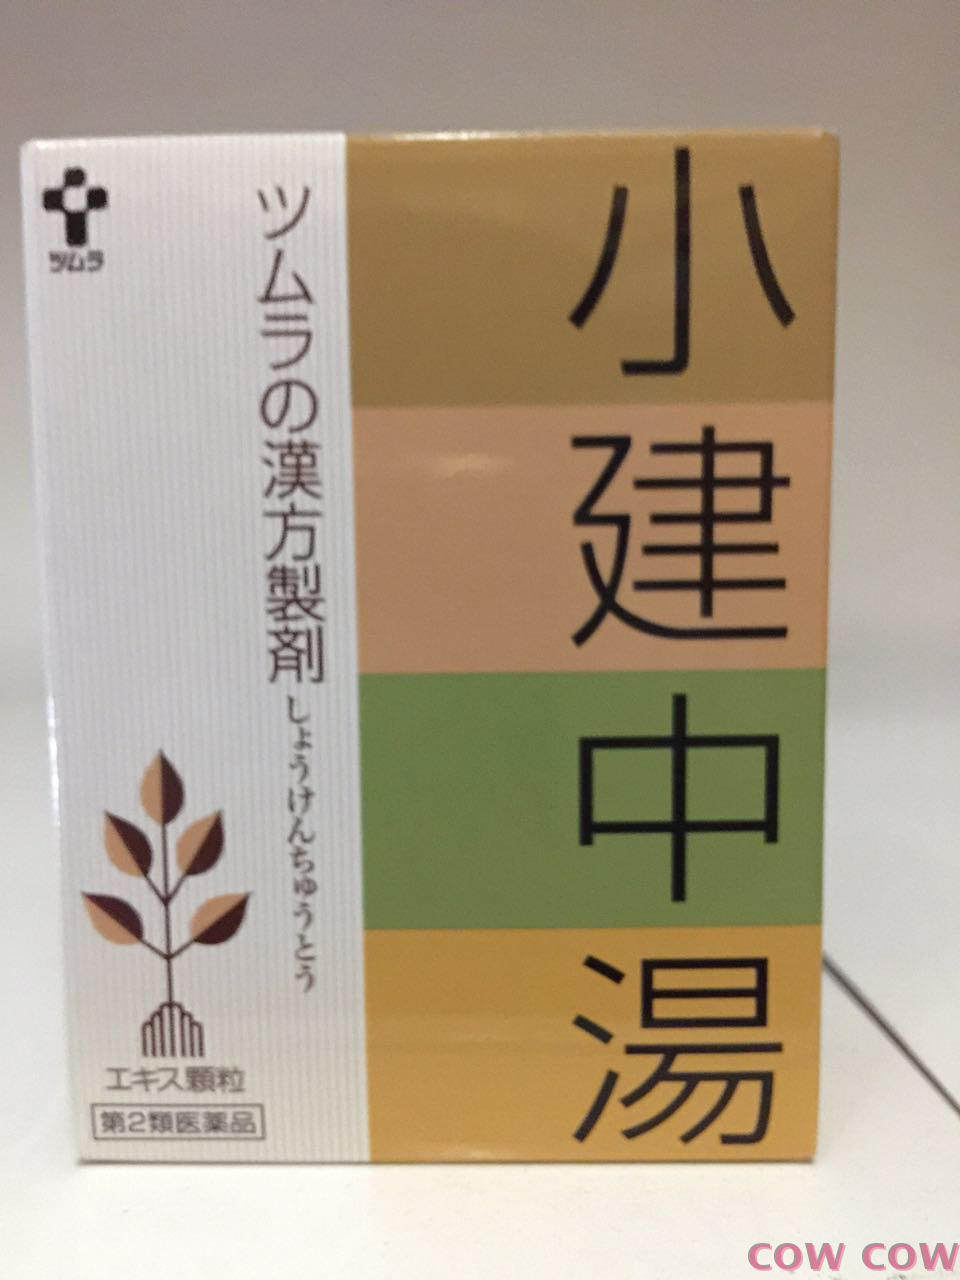 小建中湯
ツムラの漢方製剤
しょうけんちゅうとう
ツムラ
エキス顆粒
第2類医薬品
COW COW